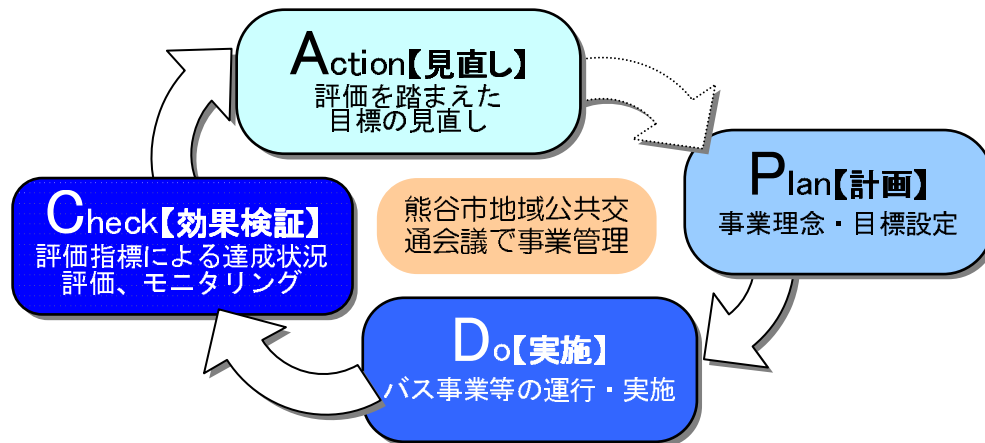 Action【見直し】
評価を踏まえた
目標の見直し
Plan【計画】
事業理念・目標設定
Check【効果検証】
評価指標による達成状況
評価、モニタリング
熊谷市地域公共交
通会議で事業管理
Do【実施】
バス事業等の運行・実施